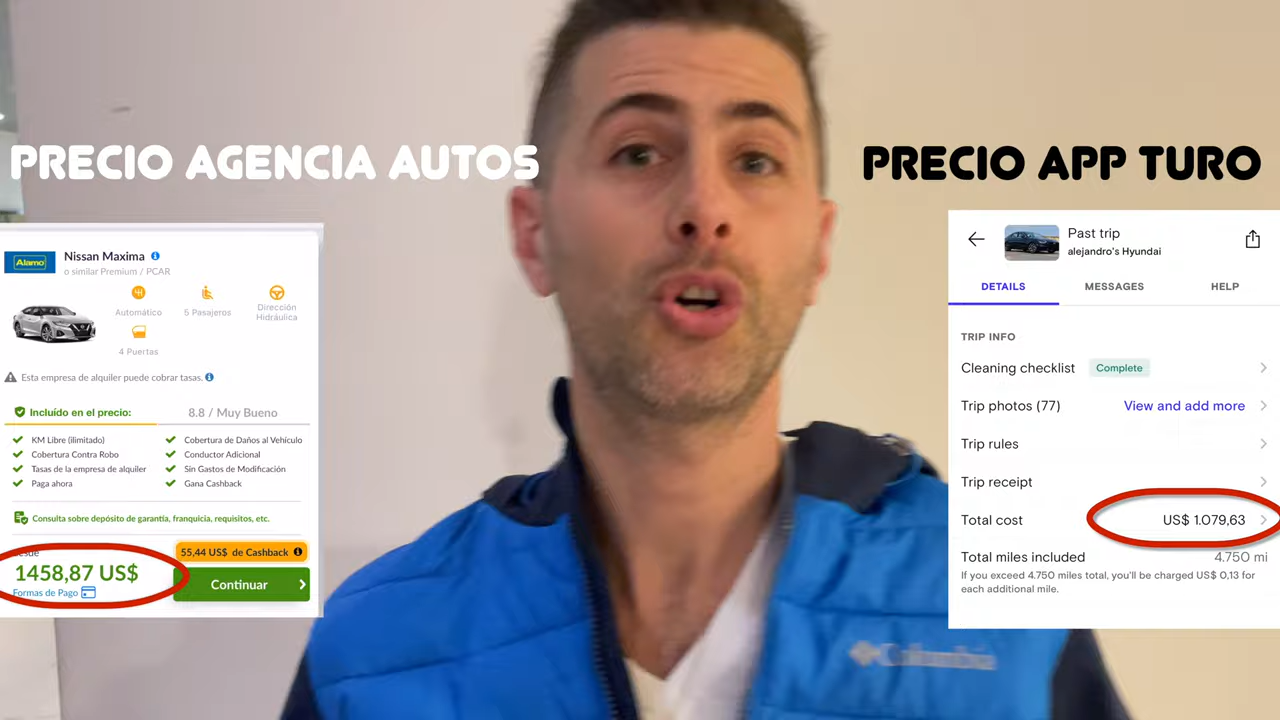 PRECIO AGENCIA AUTOS
Alamo
Nissan Maxima
o similar Premium / PCAR
Automático
5 Pasajeros
Dirección
Hidráulica
4 Puertas
Esta empresa de alquiler puede cobrar tasas.
Incluído en el precio:
8.8 / Muy Bueno
KM Libre (ilimitado)
Cobertura de Daños al Vehículo
Cobertura Contra Robo
Conductor Adicional
Tasas de la empresa de alquiler
Sin Gastos de Modificación
Paga ahora
Gana Cashback
Consulta sobre depósito de garantía, franquicia, requisitos, etc.
desde
55,44 US$ de Cashback
1458,87 US$
Continuar
Formas de Pago
PRECIO APP TURO
Past trip
alejandro's Hyundai
DETAILS
MESSAGES
HELP
TRIP INFO
Cleaning checklist Complete
Trip photos (77) View and add more
Trip rules
Trip receipt
Total cost US$ 1.079,63
Total miles included 4.750 mi
If you exceed 4.750 miles total, you'll be charged US$ 0,13 for
each additional mile.
Columbia